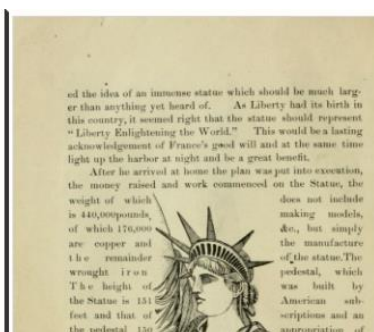 ed the idea of an immense statue which should be much larg-
er than anything yet heard of. As Liberty had its birth in
this country, it seemed right that the statue should represent
"Liberty Enlightening the World." This would be a lasting
acknowledgement of France's good will and at the same time
light up the harbor at night and be a great benefit.
After he arrived at home the plan was put into execution,
the money raised and work commenced on the Statue, the
weight of which does not include
is 440,000pounds, making models,
of which 176,000 &c., but simply
are copper and the manufacture
the remainder of the statue.The
wrought iron pedestal, which
The height of was built by
the Statue is 151 American sub-
feet and that of scriptions and an
the pedestal 150 appropriation of